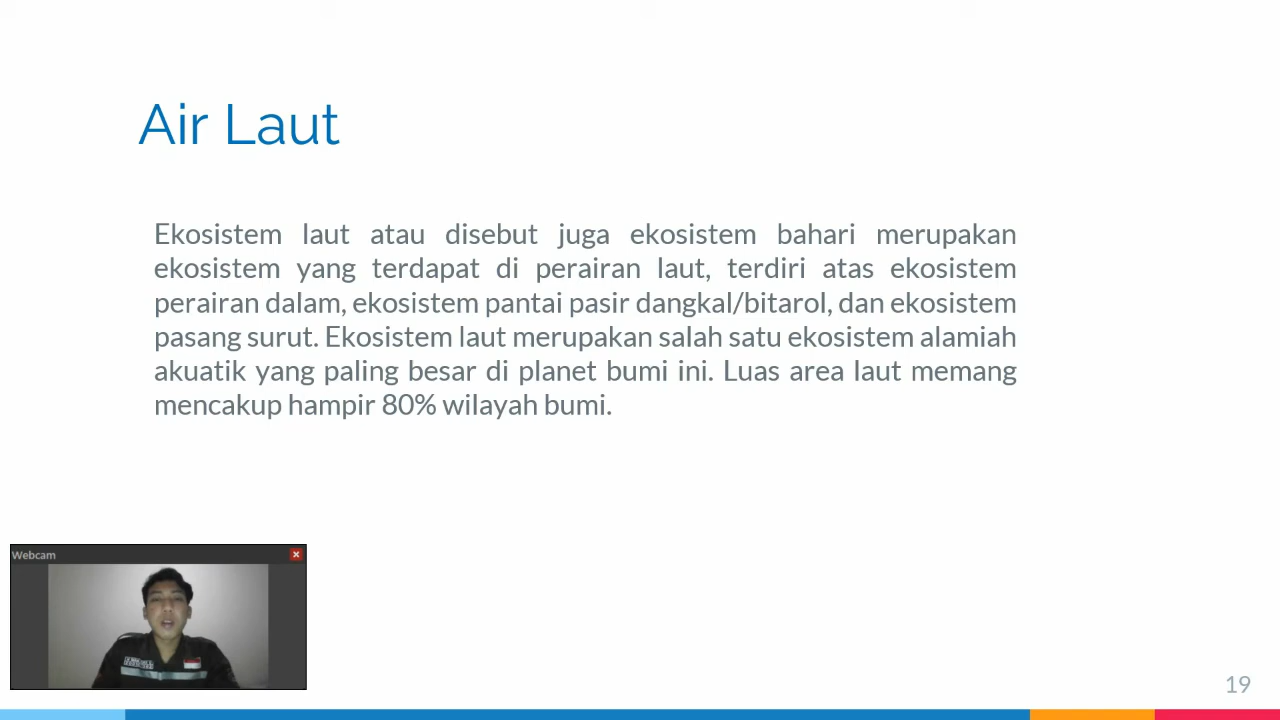 Air Laut
Ekosistem laut atau disebut juga ekosistem bahari merupakan
ekosistem yang terdapat di perairan laut, terdiri atas ekosistem
perairan dalam, ekosistem pantai pasir dangkal/bitarol, dan ekosistem
pasang surut. Ekosistem laut merupakan salah satu ekosistem alamiah
akuatik yang paling besar di planet bumi ini. Luas area laut memang
mencakup hampir 80% wilayah bumi.
Webcam
19